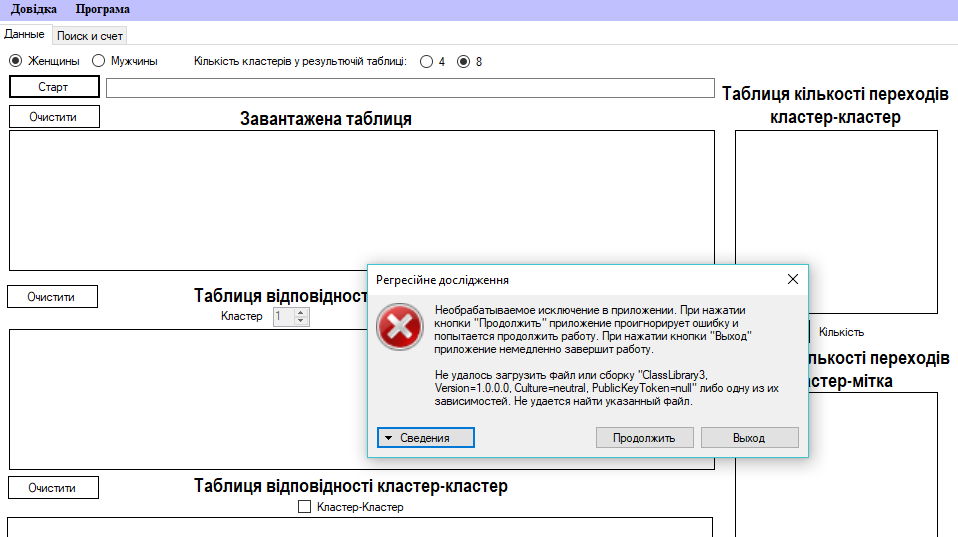 Довідка Програма
Данные Поиск и счет
Женщины Мужчины Кількість кластерів у результючій таблиці: 4 8
Старт
Таблиця кількості переходів
кластер-кластер
Очистити
Завантажена таблиця
Очистити
Таблиця відповідност
Кластер 1
Регресійне дослідження
Необрабатываемое исключение в приложении. При нажатии
кнопки "Продолжить" приложение проигнорирует ошибку и
попытается продолжить работу. При нажатии кнопки "Выход"
приложение немедленно завершит работу.
Не удалось загрузить файл или сборку "ClassLibrary3,
Version=1.0.0.0, Culture=neutral, PublicKeyToken=null" либо одну из их
зависимостей. Не удается найти указанный файл.
Сведения Продолжить Выход
Кількість
лькості переходів
астер-мітка
Очистити
Таблиця відповідності кластер-кластер
Кластер-Кластер